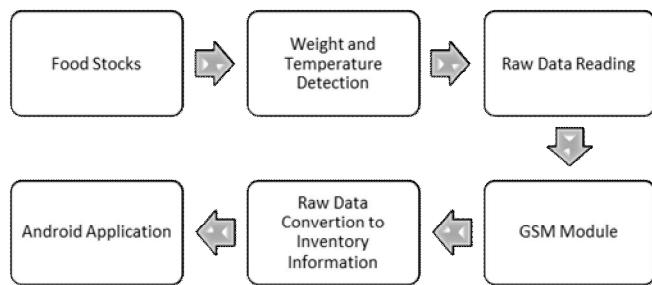 Food Stocks
Weight and
Temperature
Detection
Raw Data Reading
GSM Module
Raw Data
Convertion to
Inventory
Information
Android Application